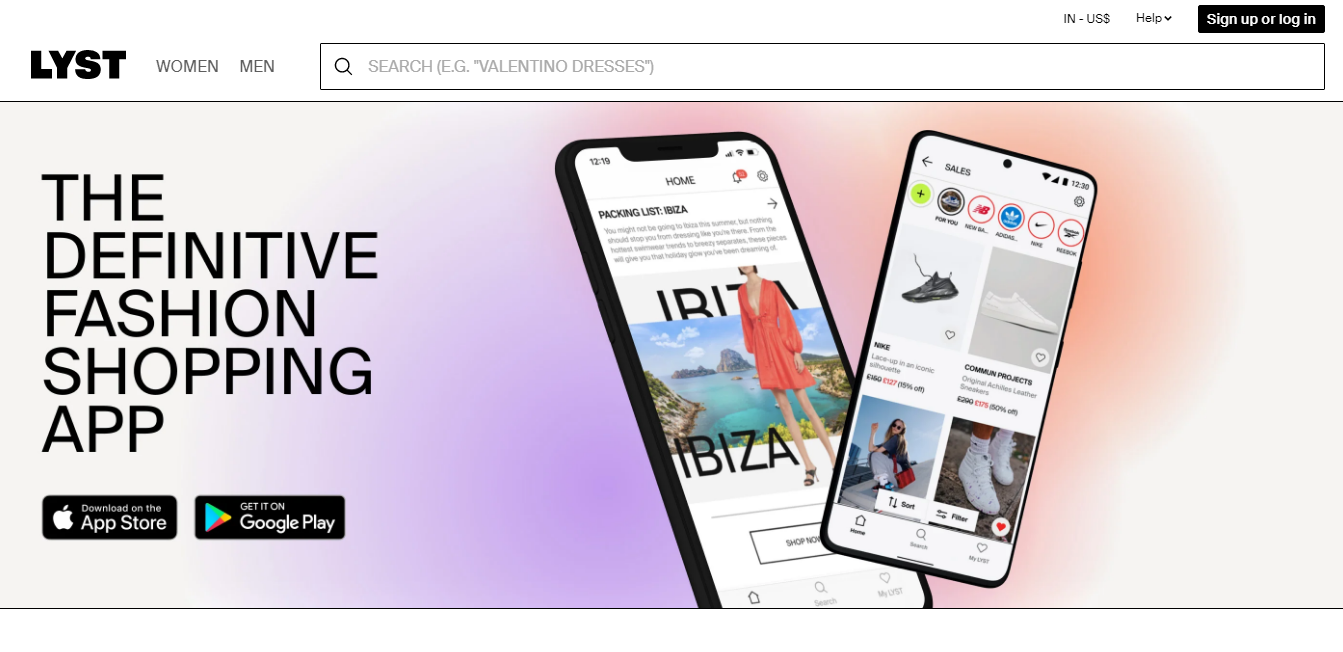 IN - US$
Help
Sign up or log in
LYST
WOMEN
MEN
SEARCH (E.G. "VALENTINO DRESSES")
THE
DEFINITIVE
FASHION
SHOPPING
APP
Download on the
App Store
GET IT ON
Google Play
12:19
HOME
PACKING LIST: IBIZA
You might not be going to Ibiza this summer, but nothing
should stop you from dressing like you're there. From the
hottest swimwear trends to breezy separates, these pieces
will give you that holiday glow you've been dreaming of.
IBIZA
IBIZA
SHOP NOW
Search
My LYST
12:30
SALES
FOR YOU
NEW BA...
ADIDAS...
NIKE
REEBOK
NIKE
Lace-up in an iconic
silhouette
£150 £127 (15% off)
COMMUN PROJECTS
Original Achilles Leather
Sneakers
£290 £175 (50% off)
Sort
Filter
Home
Search
My LYST